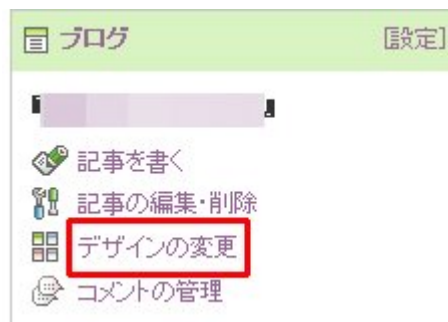 ブログ [設定]
記事を書く
記事の編集・削除
デザインの変更
コメントの管理